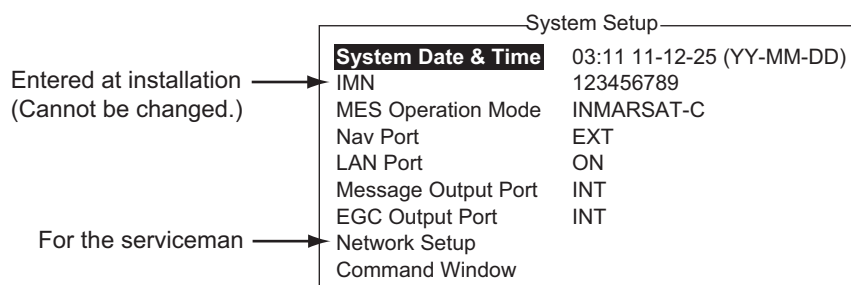 System Setup
System Date & Time 03:11 11-12-25 (YY-MM-DD)
Entered at installation IMN 123456789
(Cannot be changed.) MES Operation Mode INMARSAT-C
Nav Port EXT
LAN Port ON
Message Output Port INT
EGC Output Port INT
For the serviceman Network Setup
Command Window